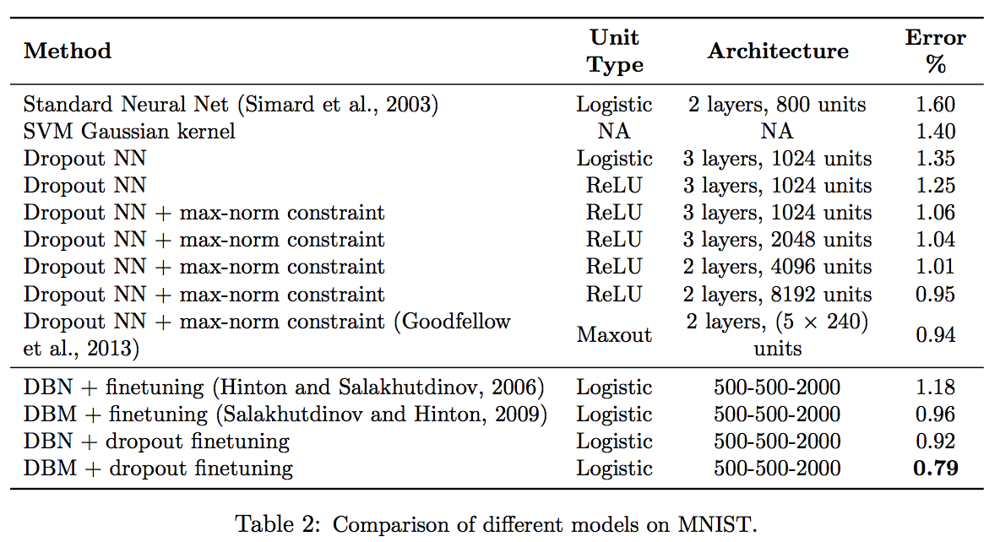 Method Unit Type Architecture Error %
Standard Neural Net (Simard et al., 2003) Logistic 2 layers, 800 units 1.60
SVM Gaussian kernel NA NA 1.40
Dropout NN Logistic 3 layers, 1024 units 1.35
Dropout NN ReLU 3 layers, 1024 units 1.25
Dropout NN + max-norm constraint ReLU 3 layers, 1024 units 1.06
Dropout NN + max-norm constraint ReLU 3 layers, 2048 units 1.04
Dropout NN + max-norm constraint ReLU 2 layers, 4096 units 1.01
Dropout NN + max-norm constraint ReLU 2 layers, 8192 units 0.95
Dropout NN + max-norm constraint (Goodfellow et al., 2013) Maxout 2 layers, (5 × 240) units 0.94
DBN + finetuning (Hinton and Salakhutdinov, 2006) Logistic 500-500-2000 1.18
DBM + finetuning (Salakhutdinov and Hinton, 2009) Logistic 500-500-2000 0.96
DBN + dropout finetuning Logistic 500-500-2000 0.92
DBM + dropout finetuning Logistic 500-500-2000 0.79
Table 2: Comparison of different models on MNIST.